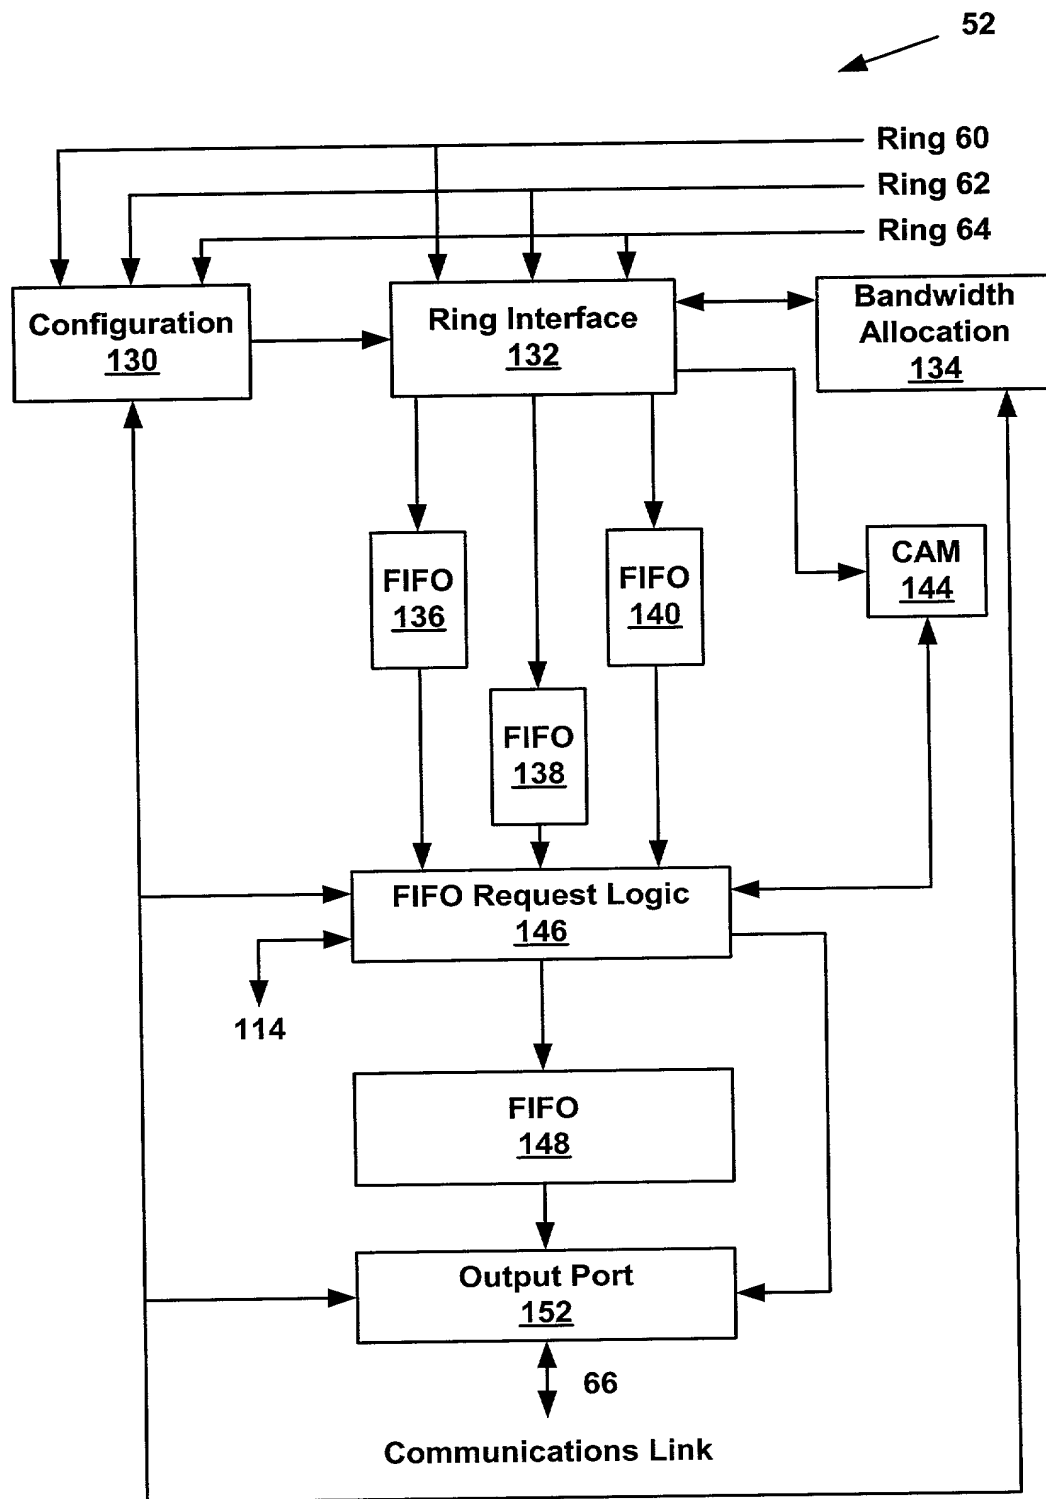 52
Ring 60
Ring 62
Ring 64
Configuration
130
Ring Interface
132
Bandwidth
Allocation
134
FIFO
136
FIFO
140
CAM
144
FIFO
138
FIFO Request Logic
146
114
FIFO
148
Output Port
152
66
Communications Link